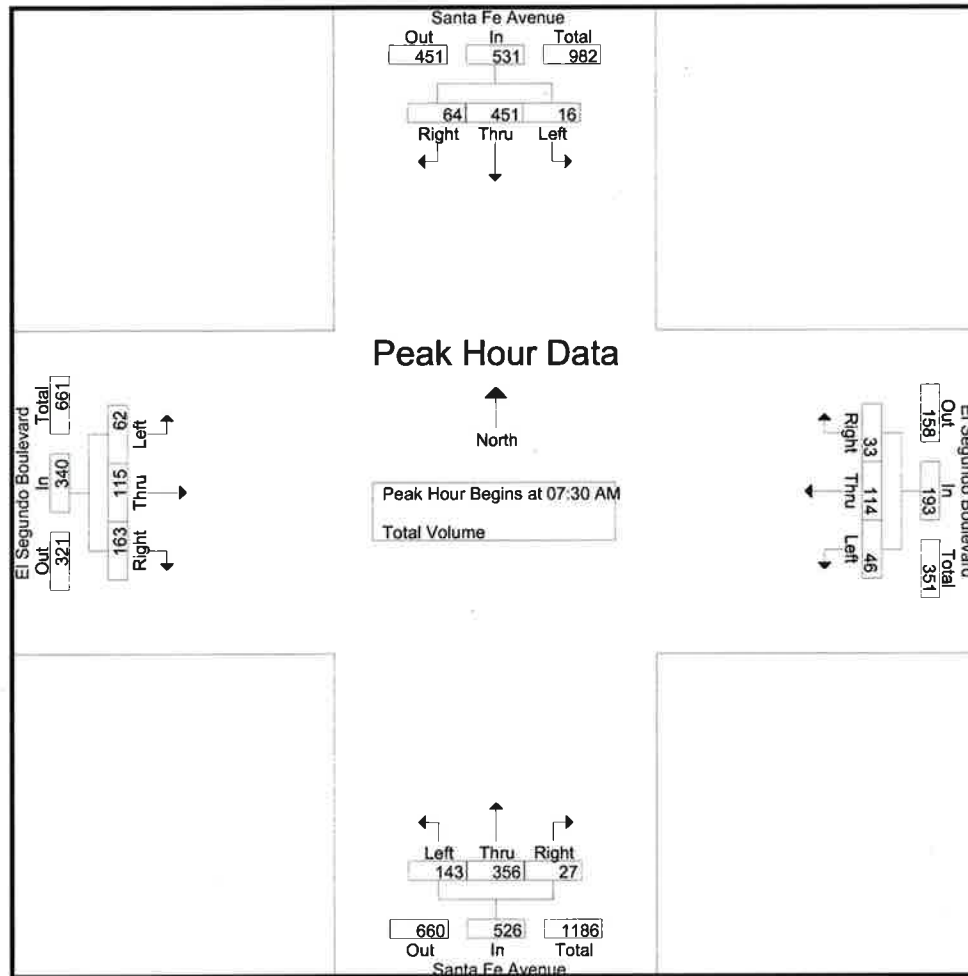 Santa Fe Avenue
Out In Total
451 531 982
64 451 16
Right Thru Left
Peak Hour Data
North
Peak Hour Begins at 07:30 AM
Total Volume
El Segundo Boulevard
Out In Total
321 340 661
Right Thru Left
163 115 62
El Segundo Boulevard
Out In Total
158 193 351
Right Thru Left
33 114 46
Left Thru Right
143 356 27
660 526 1186
Out In Total
Santa Fe Avenue